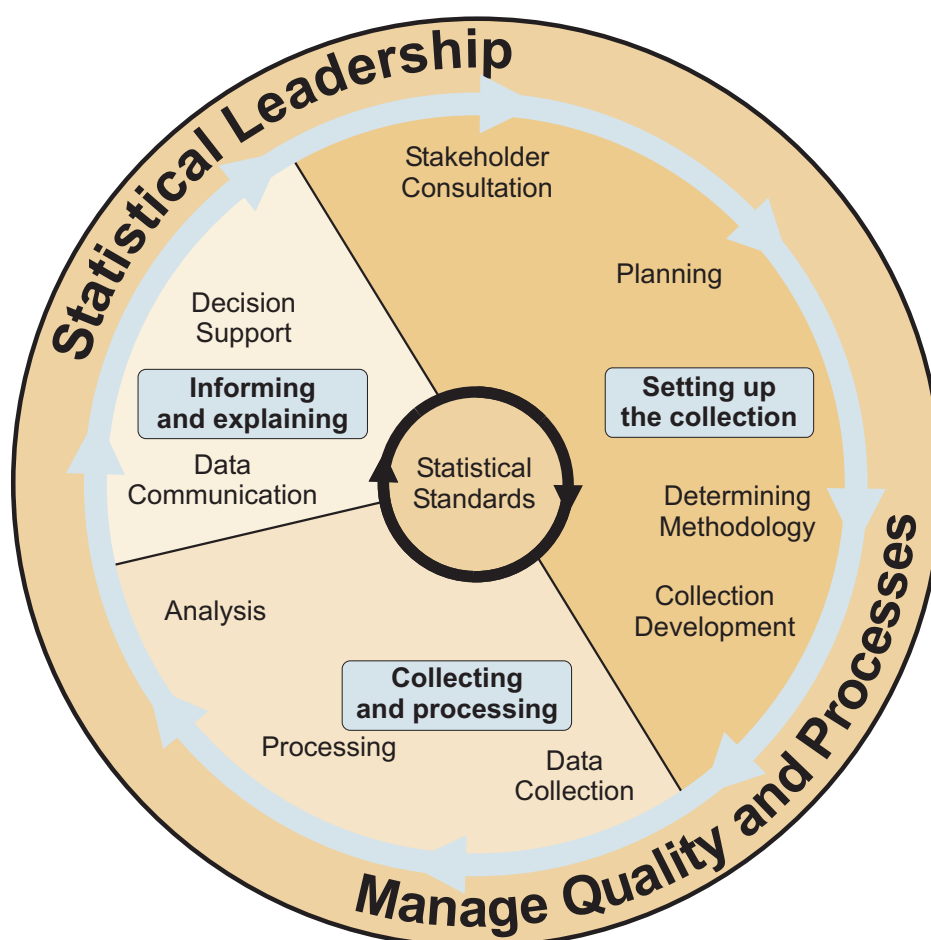 Statistical Leadership
Stakeholder
Consultation
Planning
Setting up
the collection
Determining
Methodology
Collection
Development
Data
Collection
Collecting
and processing
Processing
Analysis
Data
Communication
Informing
and explaining
Decision
Support
Statistical
Standards
Manage Quality and Processes